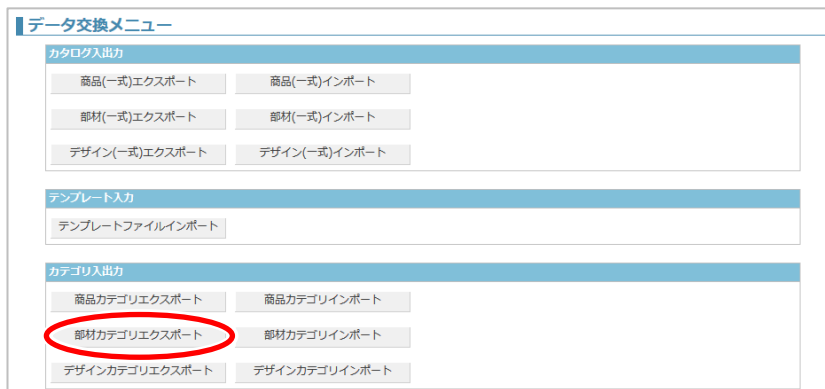 データ交換メニュー
カタログ入出力
商品(一式)エクスポート 商品(一式)インポート
部材(一式)エクスポート 部材(一式)インポート
デザイン(一式)エクスポート デザイン(一式)インポート
テンプレート入力
テンプレートファイルインポート
カテゴリ入出力
商品カテゴリエクスポート 商品カテゴリインポート
部材カテゴリエクスポート 部材カテゴリインポート
デザインカテゴリエクスポート デザインカテゴリインポート